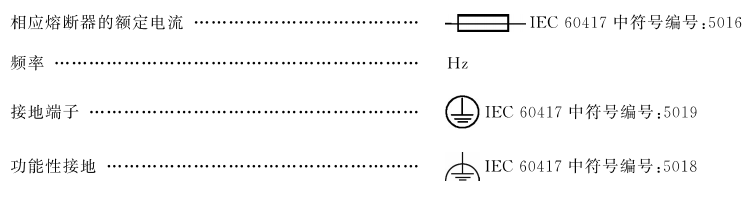 相应熔断器的额定电流 …………………………………… IEC 60417 中符号编号:5016
频率 …………………………………………………………… Hz
接地端子 ……………………………………………………… IEC 60417 中符号编号:5019
功能性接地 …………………………………………………… IEC 60417 中符号编号:5018